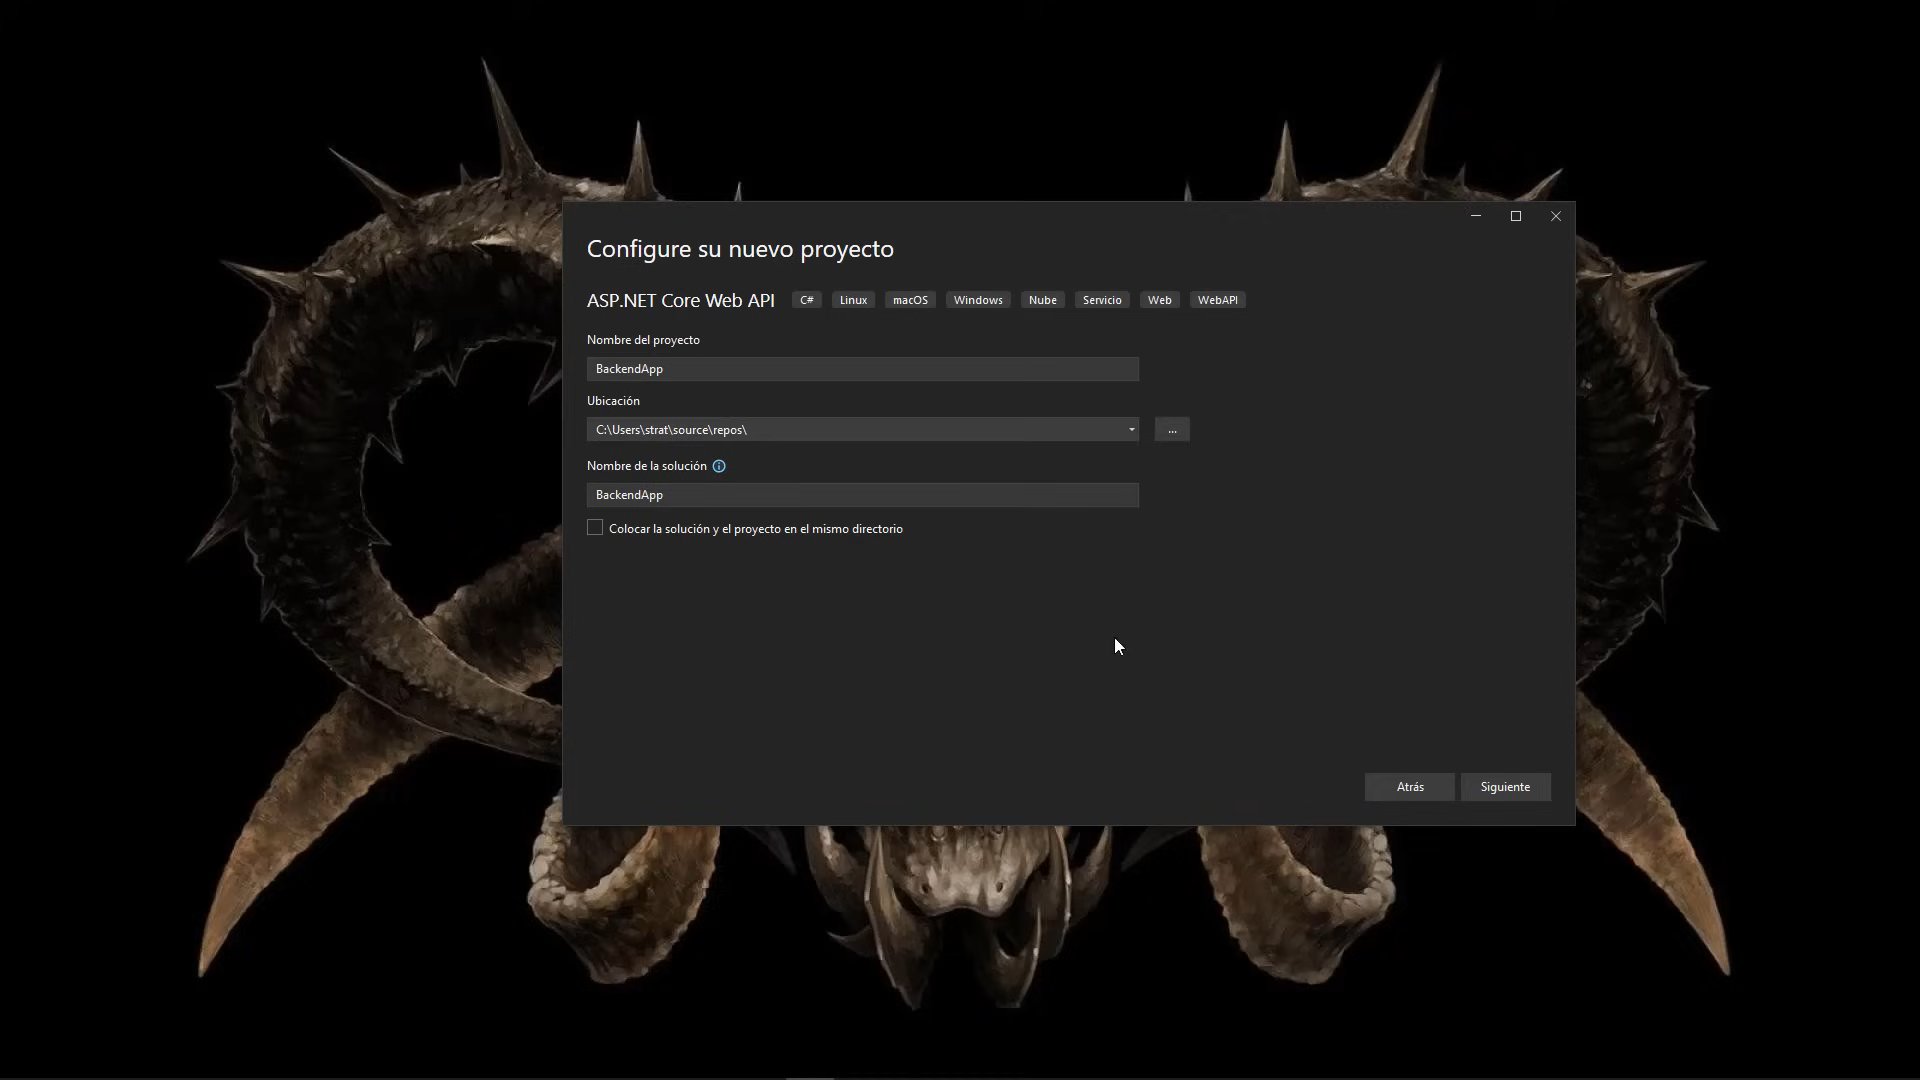 Configure su nuevo proyecto
ASP.NET Core Web API C# Linux macOS Windows Nube Servicio Web WebAPI
Nombre del proyecto
BackendApp
Ubicación
C:\Users\strat\source\repos\
...
Nombre de la solución
BackendApp
Colocar la solución y el proyecto en el mismo directorio
Atrás Siguiente